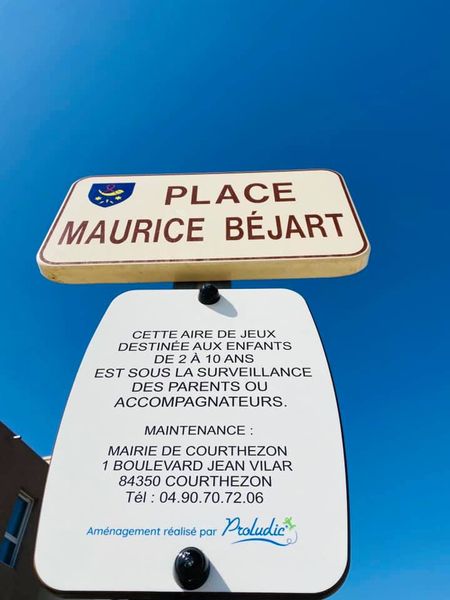 PLACE
MAURICE BÉJART
CETTE AIRE DE JEUX
DESTINÉE AUX ENFANTS
DE 2 À 10 ANS
EST SOUS LA SURVEILLANCE
DES PARENTS OU
ACCOMPAGNATEURS.
MAINTENANCE :
MAIRIE DE COURTHEZON
1 BOULEVARD JEAN VILAR
84350 COURTHEZON
Tél : 04.90.70.72.06
Aménagement réalisé par Proludic